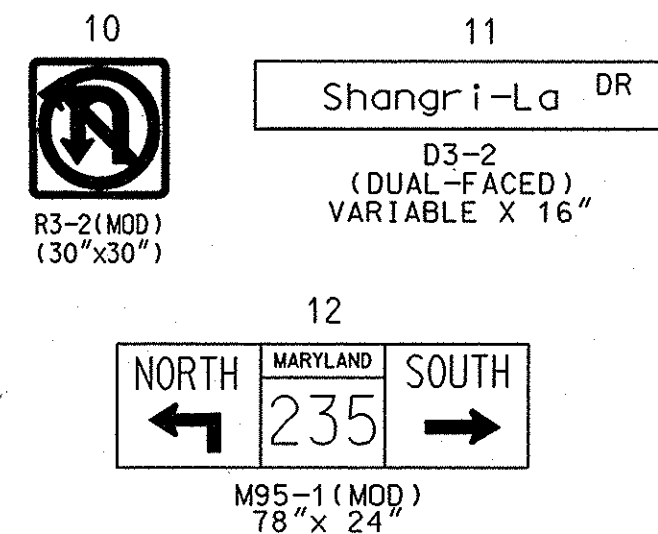 10
R3-2(MOD)
(30"x30")
11
Shangri-La DR
D3-2
(DUAL-FACED)
VARIABLE X 16"
12
NORTH
MARYLAND
235
SOUTH
M95-1(MOD)
78"x 24"